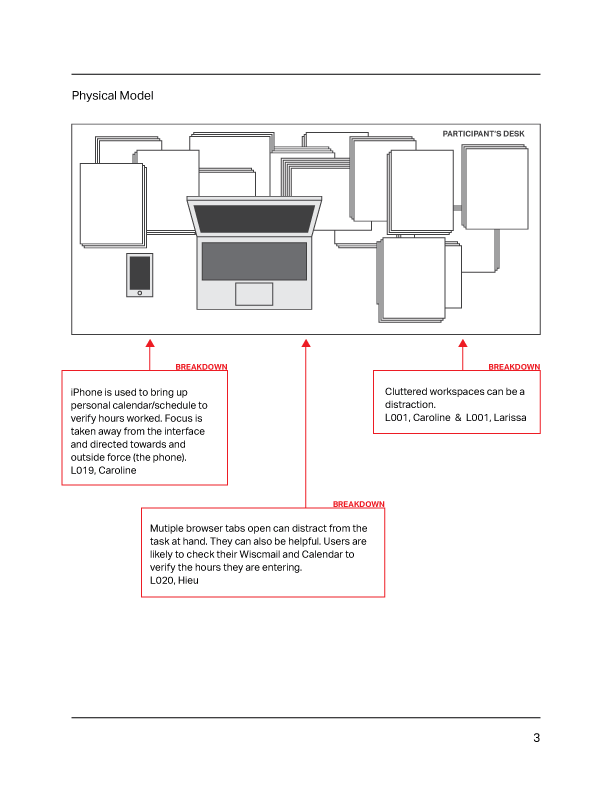 Physical Model
PARTICIPANT'S DESK
BREAKDOWN
iPhone is used to bring up
personal calendar/schedule to
verify hours worked. Focus is
taken away from the interface
and directed towards and
outside force (the phone).
L019, Caroline
BREAKDOWN
Cluttered workspaces can be a
distraction.
L001, Caroline & L001, Larissa
BREAKDOWN
Mutiple browser tabs open can distract from the
task at hand. They can also be helpful. Users are
likely to check their Wiscmail and Calendar to
verify the hours they are entering.
L020, Hieu
3